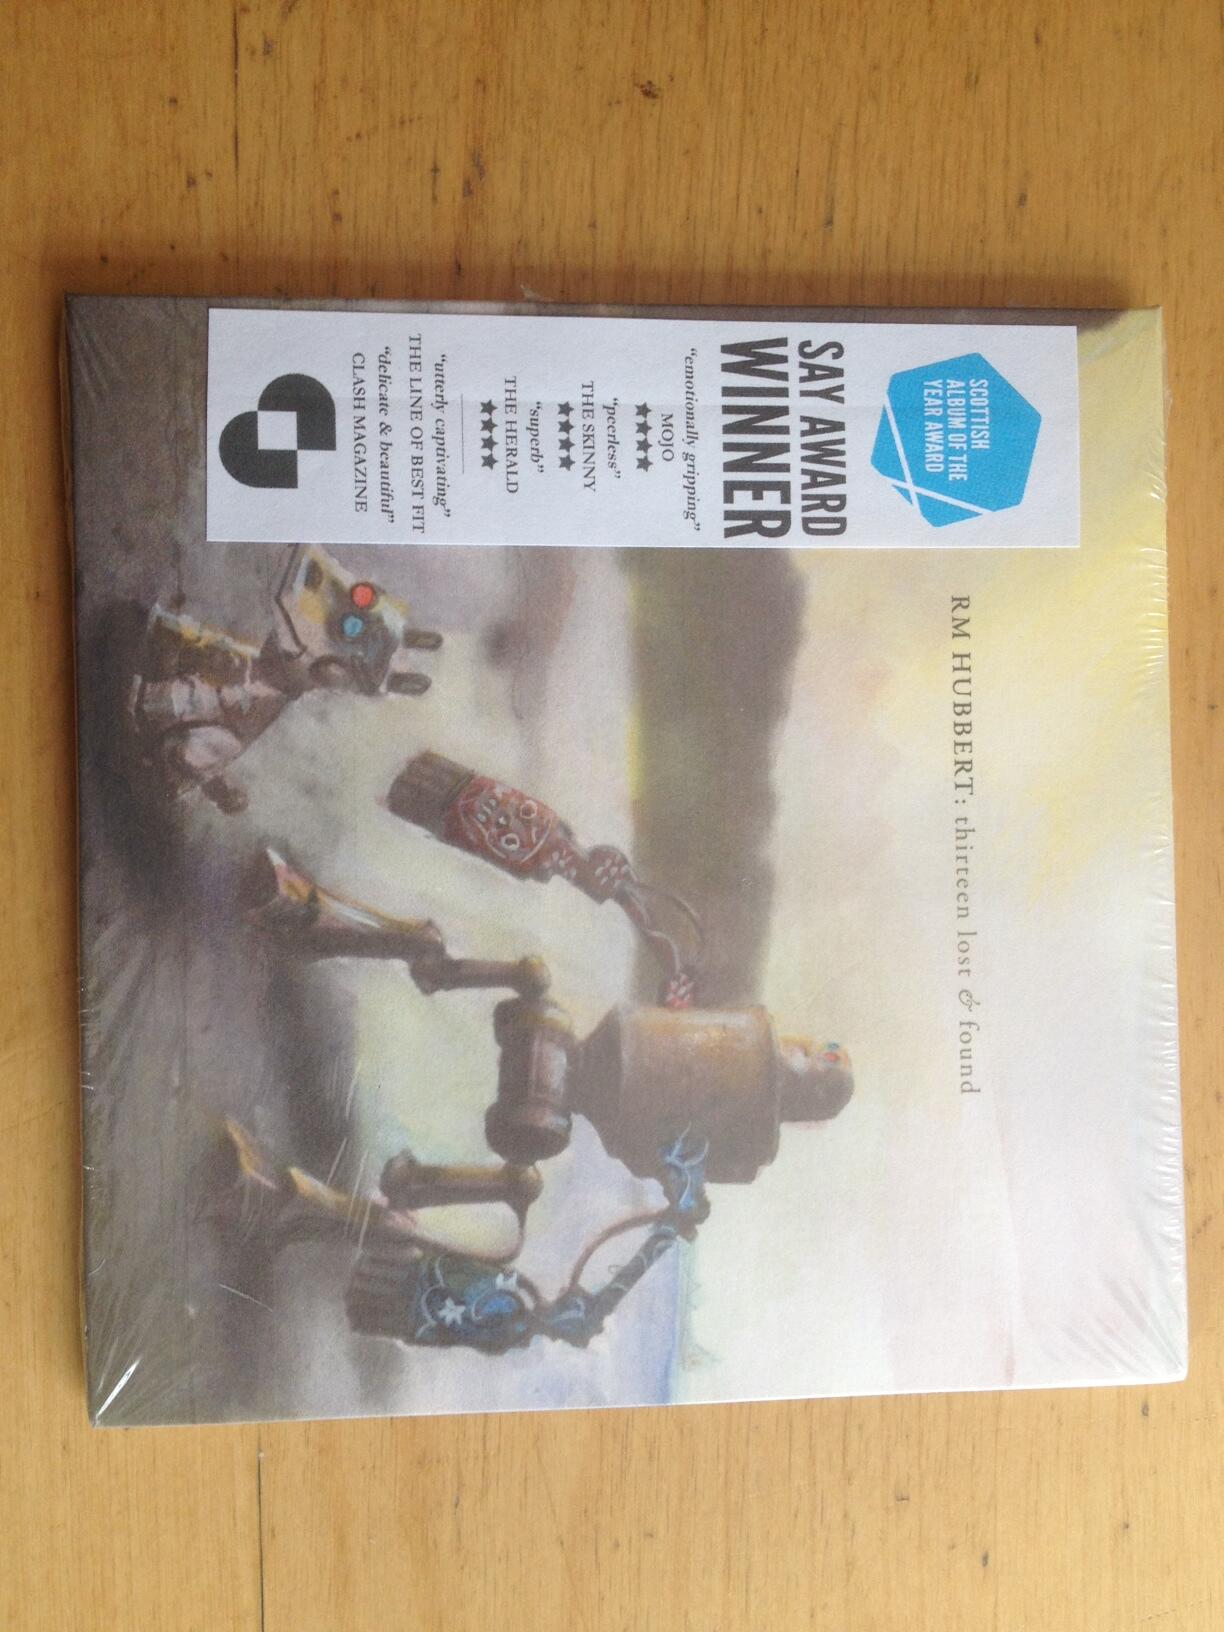 SCOTTISH
ALBUM OF THE
YEAR AWARD
SAY AWARD
WINNER
“emotionally gripping”
MOJO
★★★★
“peerless”
THE SKINNY
★★★★
“superb”
THE HERALD
★★★★
“utterly captivating”
THE LINE OF BEST FIT
“delicate & beautiful”
CLASH MAGAZINE
RM HUBBERT: thirteen lost & found